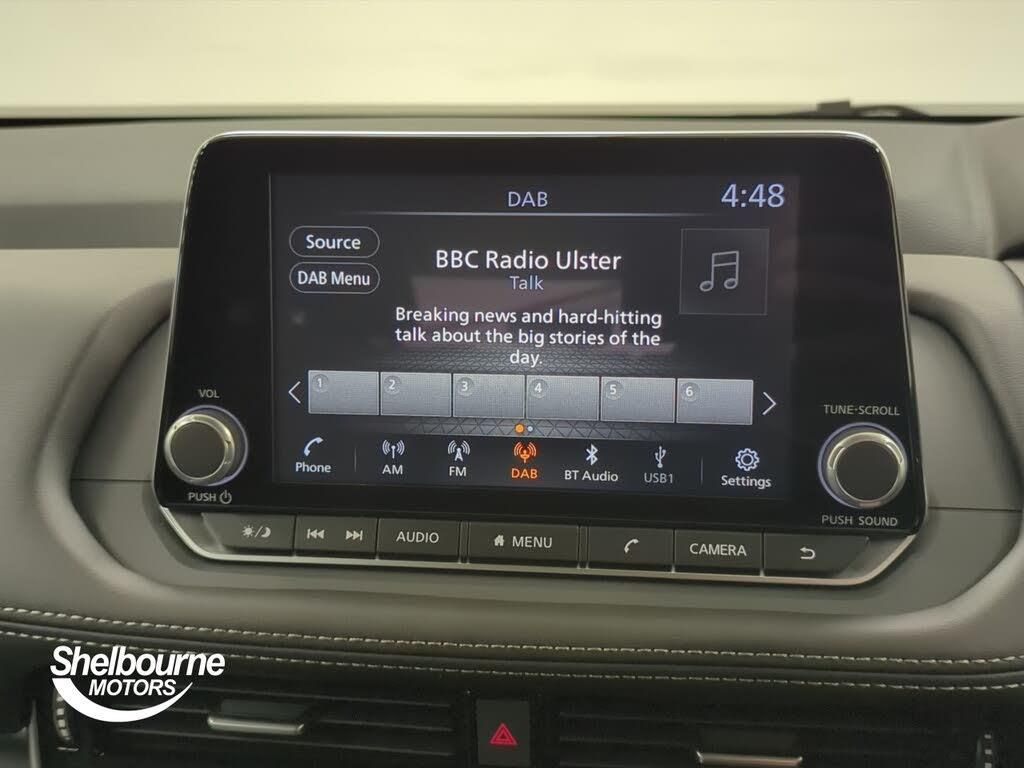 DAB 4:48
Source
DAB Menu
BBC Radio Ulster
Talk
Breaking news and hard-hitting
talk about the big stories of the
day.
1 2 3 4 5 6
Phone AM FM DAB BT Audio USB1 Settings
VOL
PUSH
TUNE·SCROLL
PUSH SOUND
AUDIO MENU CAMERA
Shelbourne
MOTORS